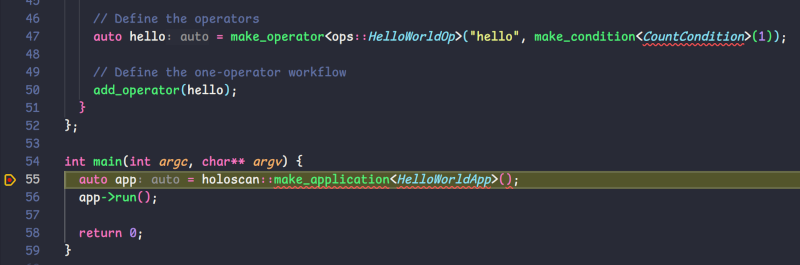 46 // Define the operators
47 auto hello: auto = make_operator<ops::HelloWorldOp>("hello", make_condition<CountCondition>(1));
48
49 // Define the one-operator workflow
50 add_operator(hello);
51 }
52 };
53
54 int main(int argc, char** argv) {
55 auto app: auto = holoscan::make_application<HelloWorldApp>();
56 app->run();
57
58 return 0;
59 }